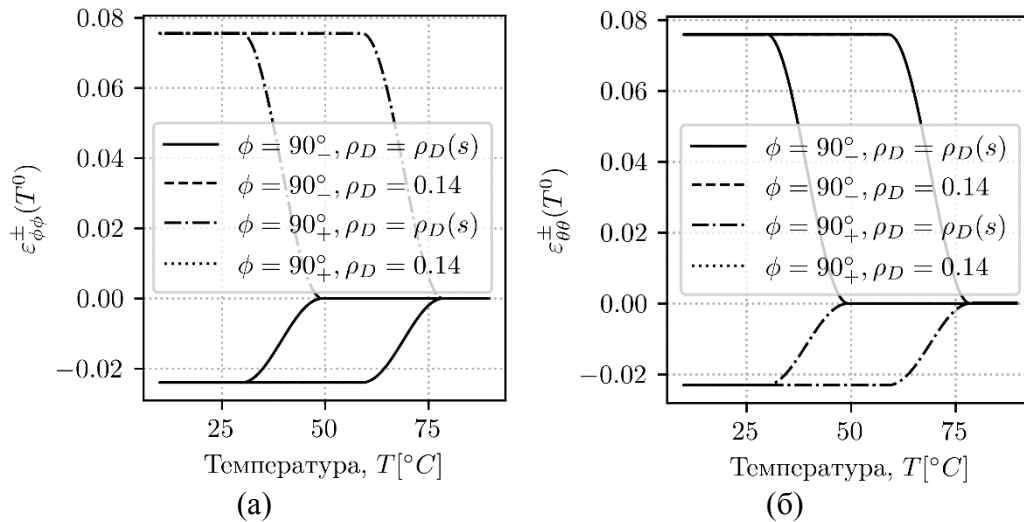 0.08
0.06
0.04
0.02
0.00
−0.02
ε±ϕϕ(T⁰)
ϕ = 90°₋, ρ_D = ρ_D(s)
ϕ = 90°₋, ρ_D = 0.14
ϕ = 90°₊, ρ_D = ρ_D(s)
ϕ = 90°₊, ρ_D = 0.14
25 50 75
Температура, T[°C]
(а)
0.08
0.06
0.04
0.02
0.00
−0.02
ε±θθ(T⁰)
ϕ = 90°₋, ρ_D = ρ_D(s)
ϕ = 90°₋, ρ_D = 0.14
ϕ = 90°₊, ρ_D = ρ_D(s)
ϕ = 90°₊, ρ_D = 0.14
25 50 75
Температура, T[°C]
(б)